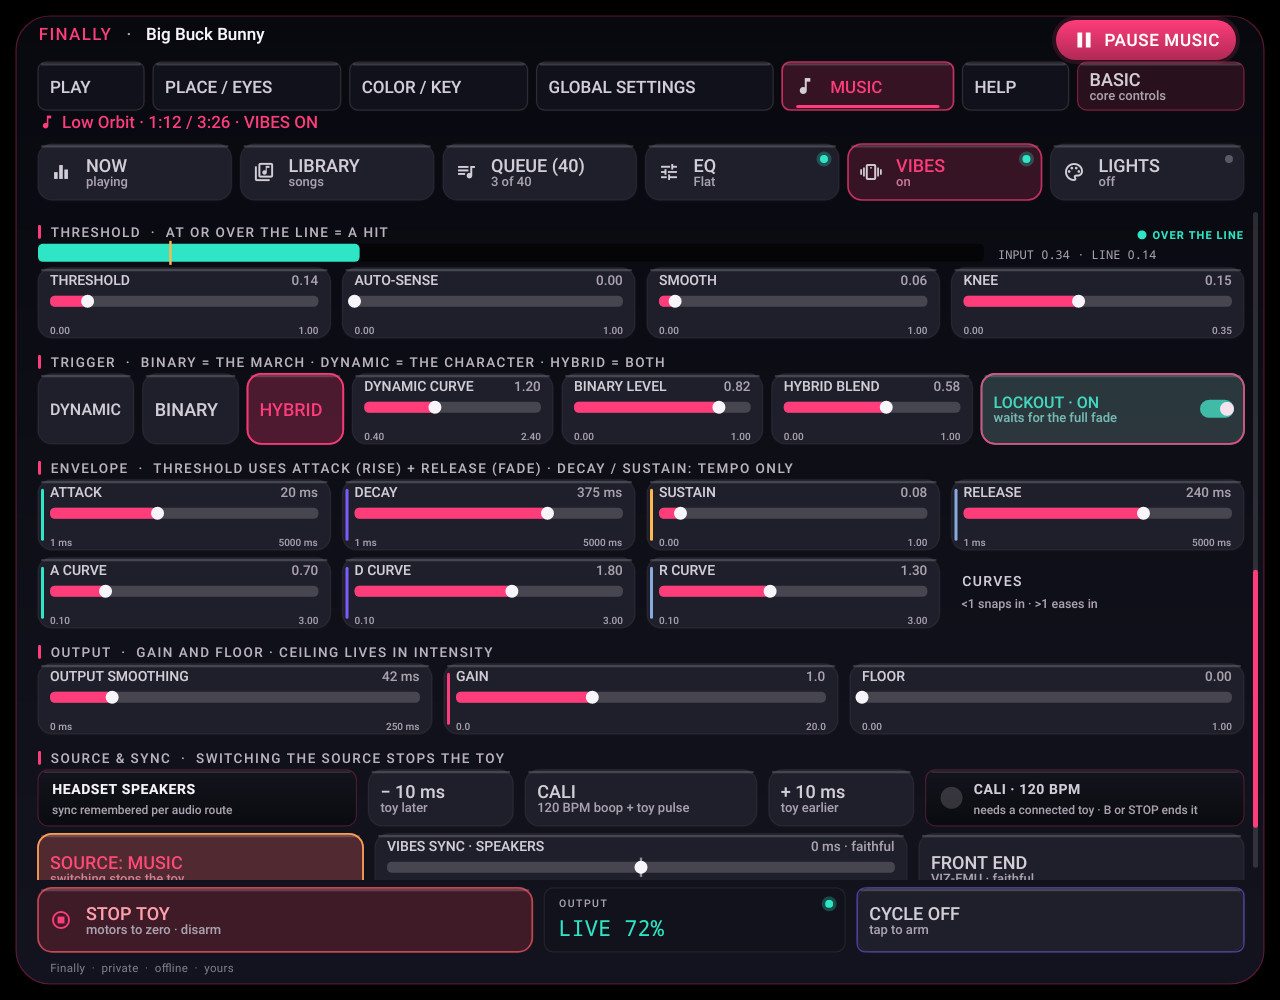 FINALLY · Big Buck Bunny
PAUSE MUSIC
PLAY
PLACE / EYES
COLOR / KEY
GLOBAL SETTINGS
MUSIC
HELP
BASIC
core controls
Low Orbit · 1:12 / 3:26 · VIBES ON
NOW
playing
LIBRARY
songs
QUEUE (40)
3 of 40
EQ
Flat
VIBES
on
LIGHTS
off
THRESHOLD · AT OR OVER THE LINE = A HIT
OVER THE LINE
INPUT 0.34 · LINE 0.14
THRESHOLD 0.14
0.00 1.00
AUTO-SENSE 0.00
0.00 1.00
SMOOTH 0.06
0.00 1.00
KNEE 0.15
0.00 0.35
TRIGGER · BINARY = THE MARCH · DYNAMIC = THE CHARACTER · HYBRID = BOTH
DYNAMIC
BINARY
HYBRID
DYNAMIC CURVE 1.20
0.40 2.40
BINARY LEVEL 0.82
0.00 1.00
HYBRID BLEND 0.58
0.00 1.00
LOCKOUT · ON
waits for the full fade
ENVELOPE · THRESHOLD USES ATTACK (RISE) + RELEASE (FADE) · DECAY / SUSTAIN: TEMPO ONLY
ATTACK 20 ms
1 ms 5000 ms
DECAY 375 ms
1 ms 5000 ms
SUSTAIN 0.08
0.00 1.00
RELEASE 240 ms
1 ms 5000 ms
A CURVE 0.70
0.10 3.00
D CURVE 1.80
0.10 3.00
R CURVE 1.30
0.10 3.00
CURVES
<1 snaps in · >1 eases in
OUTPUT · GAIN AND FLOOR · CEILING LIVES IN INTENSITY
OUTPUT SMOOTHING 42 ms
0 ms 250 ms
GAIN 1.0
0.0 20.0
FLOOR 0.00
0.00 1.00
SOURCE & SYNC · SWITCHING THE SOURCE STOPS THE TOY
HEADSET SPEAKERS
sync remembered per audio route
− 10 ms
toy later
CALI
120 BPM boop + toy pulse
+ 10 ms
toy earlier
CALI · 120 BPM
needs a connected toy · B or STOP ends it
SOURCE: MUSIC
switching stops the toy
VIBES SYNC · SPEAKERS 0 ms · faithful
FRONT END
VIZ-EMU · faithful
STOP TOY
motors to zero · disarm
OUTPUT
LIVE 72%
CYCLE OFF
tap to arm
Finally · private · offline · yours